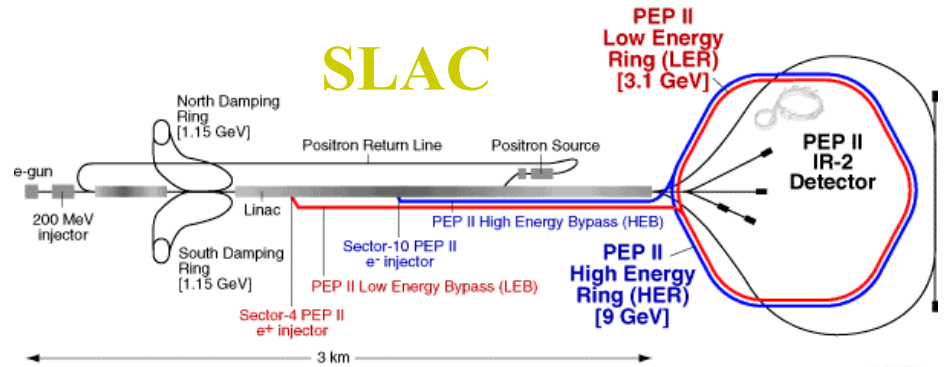 SLAC
PEP II
Low Energy
Ring (LER)
[3.1 GeV]
North Damping
Ring
[1.15 GeV]
Positron Return Line
Positron Source
e-gun
PEP II
IR-2
Detector
Linac
200 MeV
injector
PEP II High Energy Bypass (HEB)
South Damping
Ring
[1.15 GeV]
Sector-10 PEP II
e- injector
PEP II
High Energy
Ring (HER)
[9 GeV]
PEP II Low Energy Bypass (LEB)
Sector-4 PEP II
e+ injector
3 km